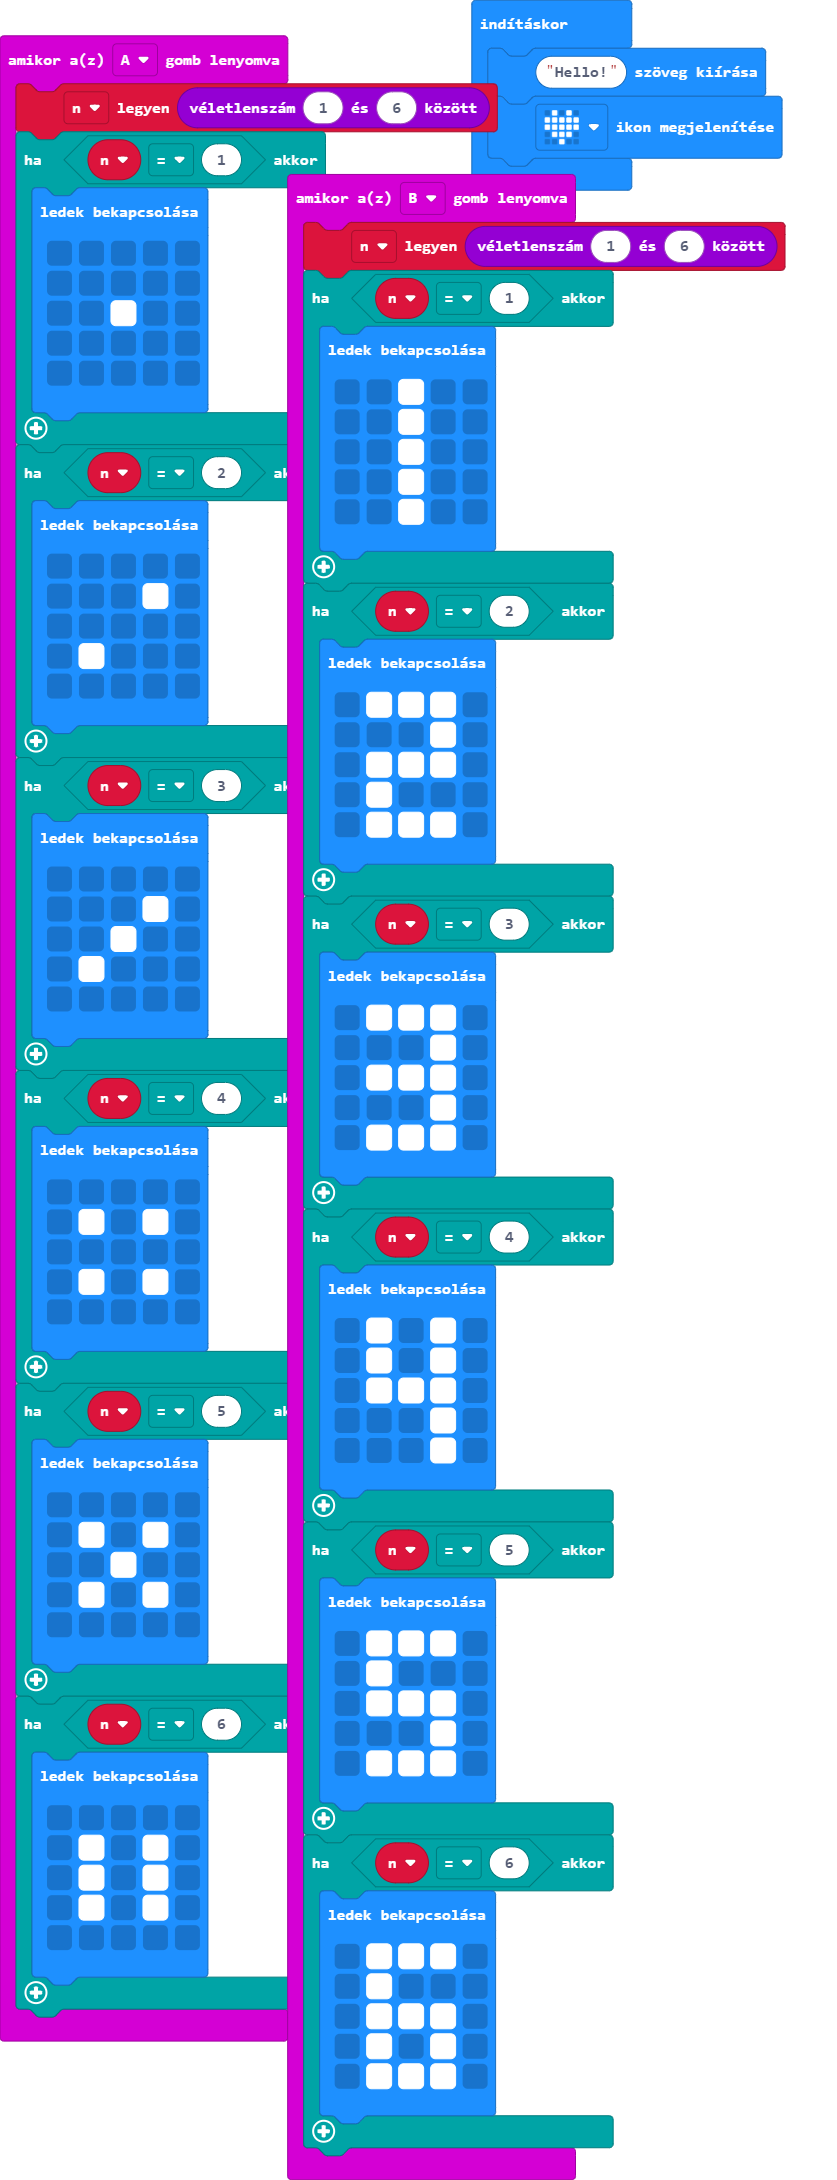 indításkor
"Hello!" szöveg kiírása
ikon megjelenítése
amikor a(z) A gomb lenyomva
n legyen véletlenszám 1 és 6 között
ha n = 1 akkor
ledek bekapcsolása
ha n = 2 ak
ledek bekapcsolása
ha n = 3 ak
ledek bekapcsolása
ha n = 4 ak
ledek bekapcsolása
ha n = 5 ak
ledek bekapcsolása
ha n = 6 ak
ledek bekapcsolása
amikor a(z) B gomb lenyomva
n legyen véletlenszám 1 és 6 között
ha n = 1 akkor
ledek bekapcsolása
ha n = 2 akkor
ledek bekapcsolása
ha n = 3 akkor
ledek bekapcsolása
ha n = 4 akkor
ledek bekapcsolása
ha n = 5 akkor
ledek bekapcsolása
ha n = 6 akkor
ledek bekapcsolása